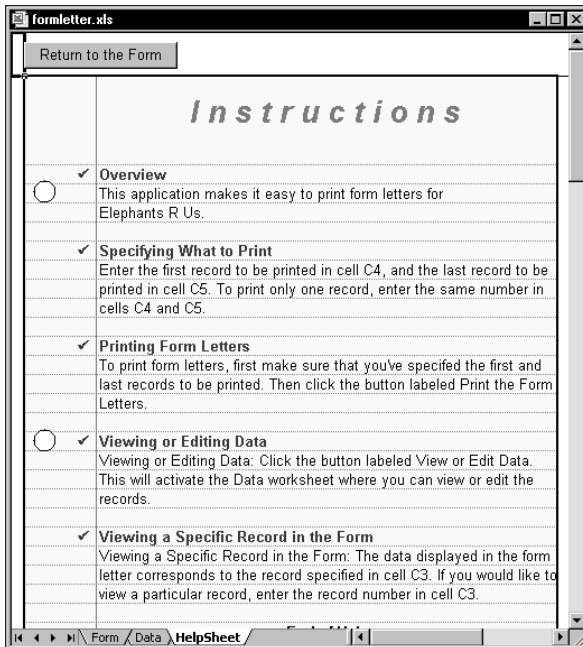 formletter.xls
Return to the Form
Instructions
✔ Overview
This application makes it easy to print form letters for
Elephants R Us.
✔ Specifying What to Print
Enter the first record to be printed in cell C4, and the last record to be
printed in cell C5. To print only one record, enter the same number in
cells C4 and C5.
✔ Printing Form Letters
To print form letters, first make sure that you've specifed the first and
last records to be printed. Then click the button labeled Print the Form
Letters.
✔ Viewing or Editing Data
Viewing or Editing Data: Click the button labeled View or Edit Data.
This will activate the Data worksheet where you can view or edit the
records.
✔ Viewing a Specific Record in the Form
Viewing a Specific Record in the Form: The data displayed in the form
letter corresponds to the record specified in cell C3. If you would like to
view a particular record, enter the record number in cell C3.
Form / Data / HelpSheet